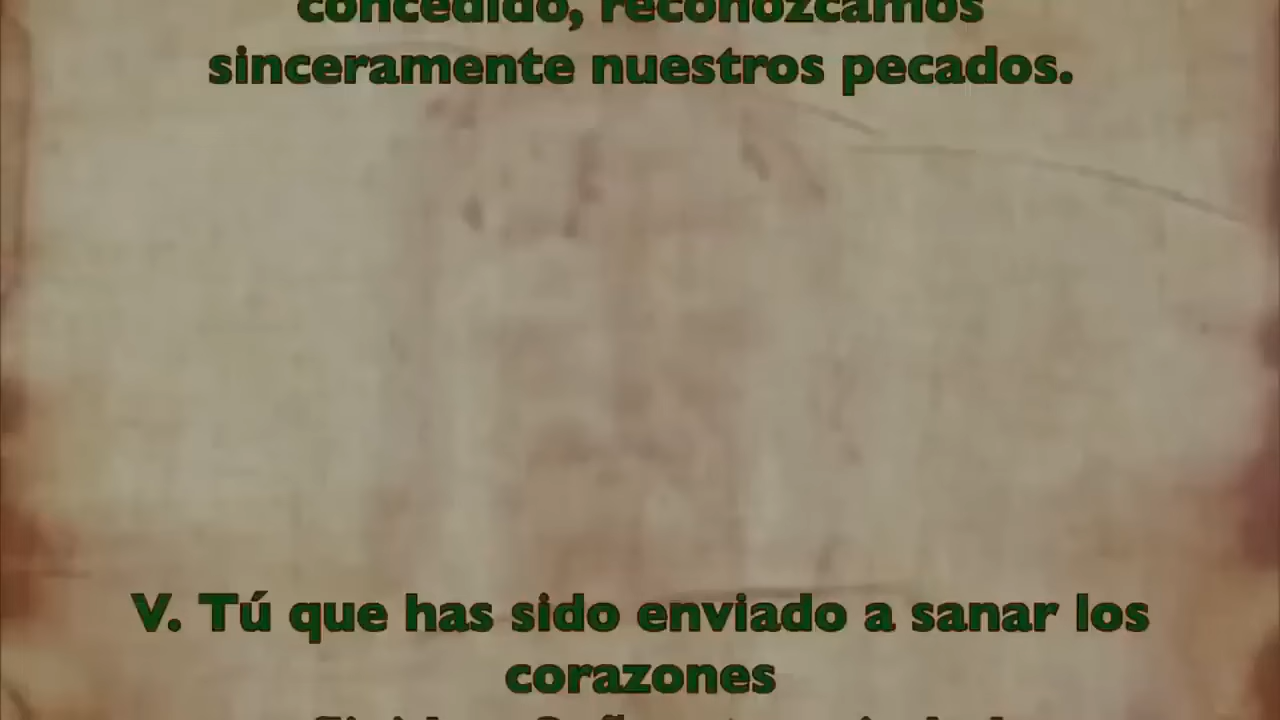 concedido, reconozcamos
sinceramente nuestros pecados.
V. Tú que has sido enviado a sanar los
corazones